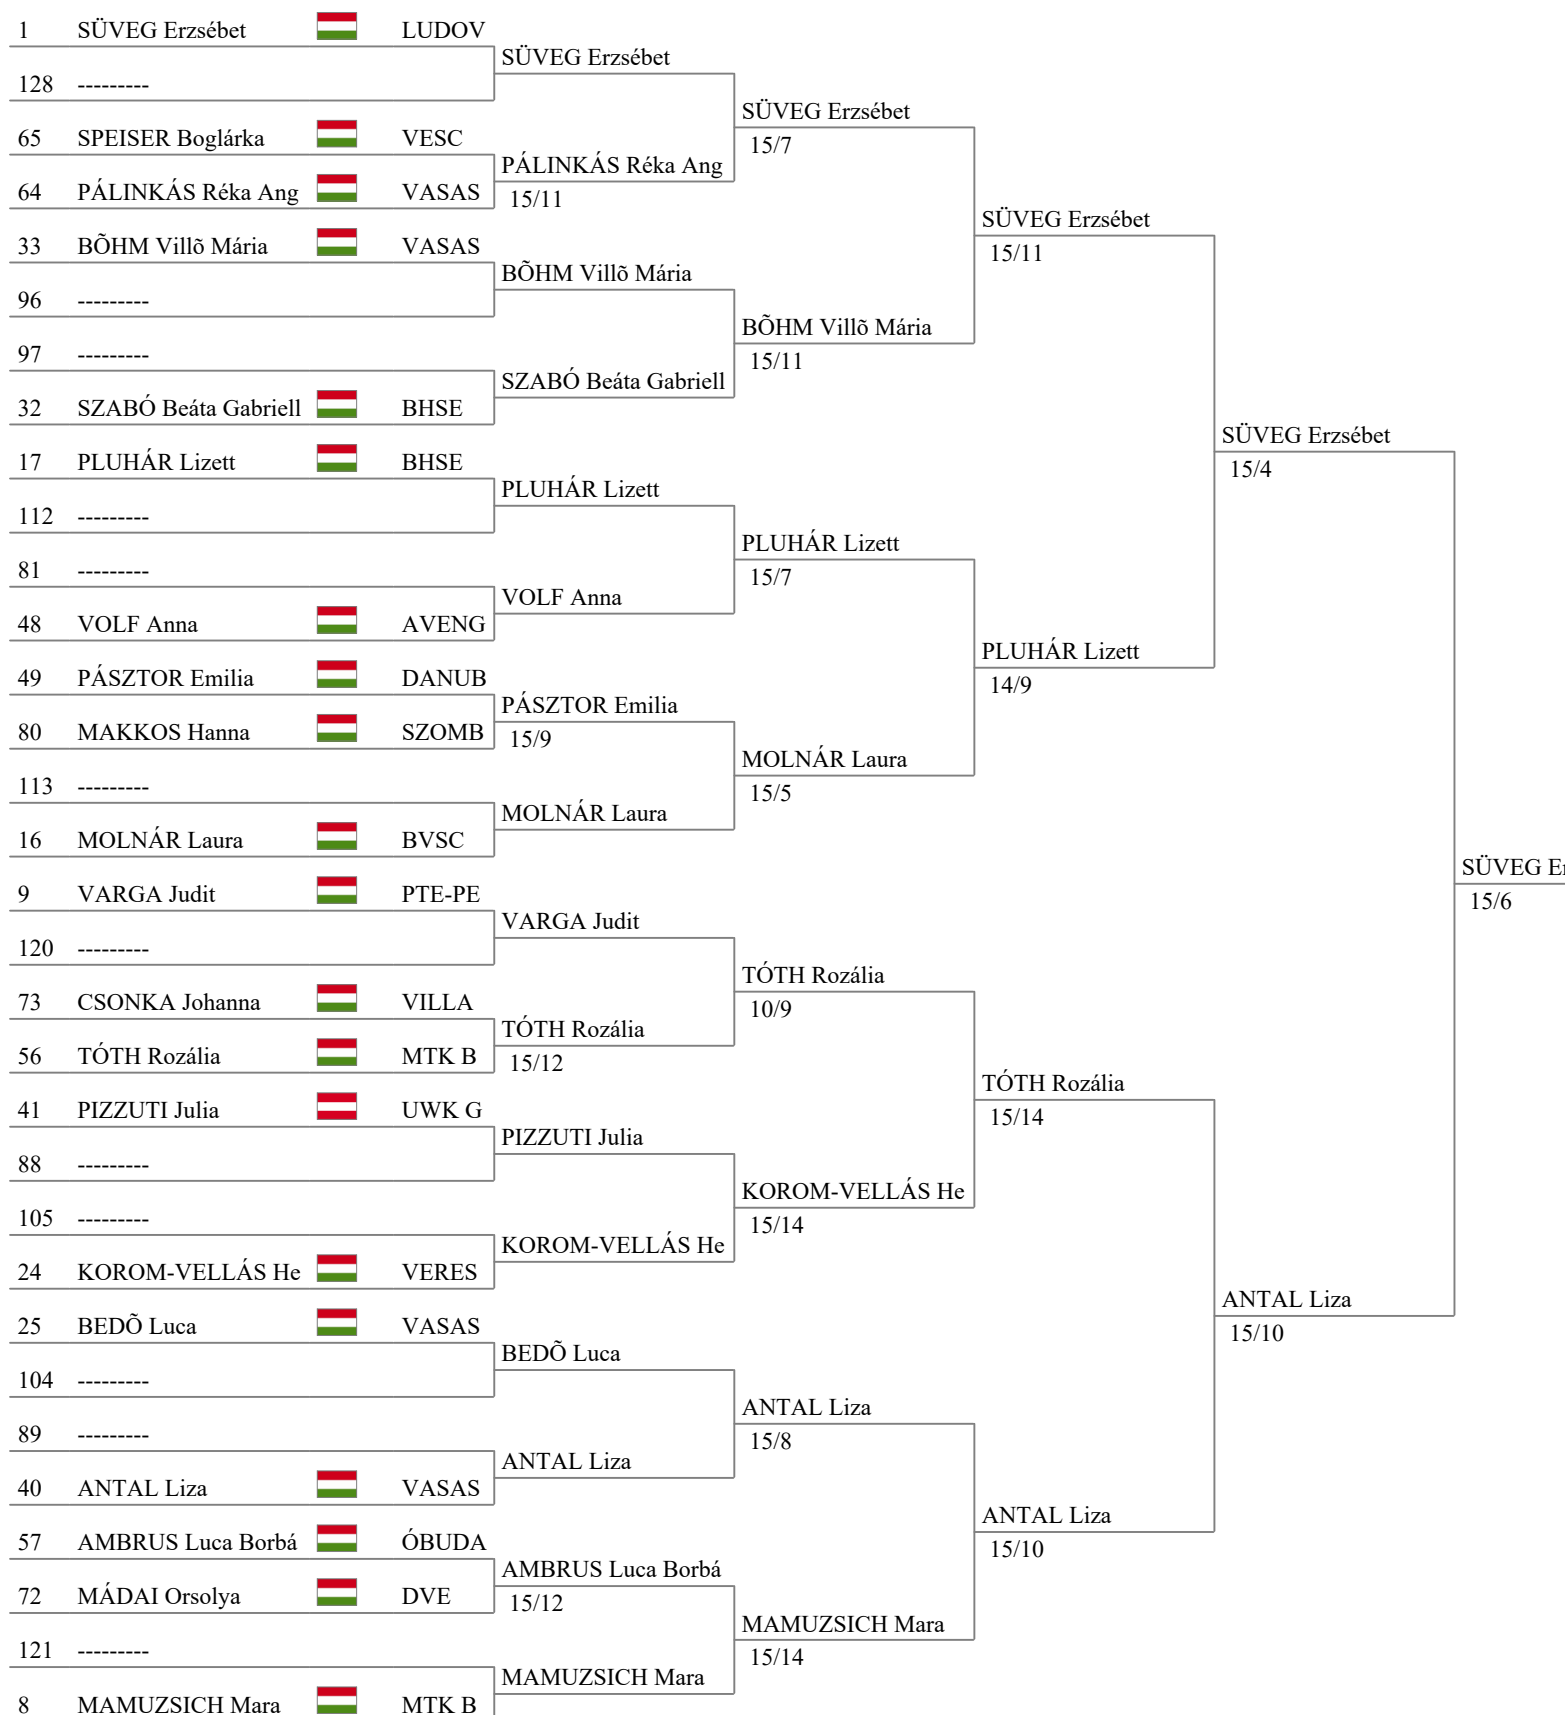 1 SÜVEG Erzsébet LUDOV
SÜVEG Erzsébet
128 ---------
SÜVEG Erzsébet
15/7
65 SPEISER Boglárka VESC
PÁLINKÁS Réka Ang
15/11
64 PÁLINKÁS Réka Ang VASAS
SÜVEG Erzsébet
15/11
33 BÕHM Villõ Mária VASAS
BÕHM Villõ Mária
96 ---------
BÕHM Villõ Mária
15/11
97 ---------
SZABÓ Beáta Gabriell
32 SZABÓ Beáta Gabriell BHSE
SÜVEG Erzsébet
15/4
17 PLUHÁR Lizett BHSE
PLUHÁR Lizett
112 ---------
PLUHÁR Lizett
15/7
81 ---------
VOLF Anna
48 VOLF Anna AVENG
PLUHÁR Lizett
14/9
49 PÁSZTOR Emilia DANUB
PÁSZTOR Emilia
15/9
80 MAKKOS Hanna SZOMB
MOLNÁR Laura
15/5
113 ---------
MOLNÁR Laura
16 MOLNÁR Laura BVSC
SÜVEG Er
15/6
9 VARGA Judit PTE-PE
VARGA Judit
120 ---------
TÓTH Rozália
10/9
73 CSONKA Johanna VILLA
TÓTH Rozália
15/12
56 TÓTH Rozália MTK B
TÓTH Rozália
15/14
41 PIZZUTI Julia UWK G
PIZZUTI Julia
88 ---------
KOROM-VELLÁS He
15/14
105 ---------
KOROM-VELLÁS He
24 KOROM-VELLÁS He VERES
ANTAL Liza
15/10
25 BEDÕ Luca VASAS
BEDÕ Luca
104 ---------
ANTAL Liza
15/8
89 ---------
ANTAL Liza
40 ANTAL Liza VASAS
ANTAL Liza
15/10
57 AMBRUS Luca Borbá ÓBUDA
AMBRUS Luca Borbá
15/12
72 MÁDAI Orsolya DVE
MAMUZSICH Mara
15/14
121 ---------
MAMUZSICH Mara
8 MAMUZSICH Mara MTK B